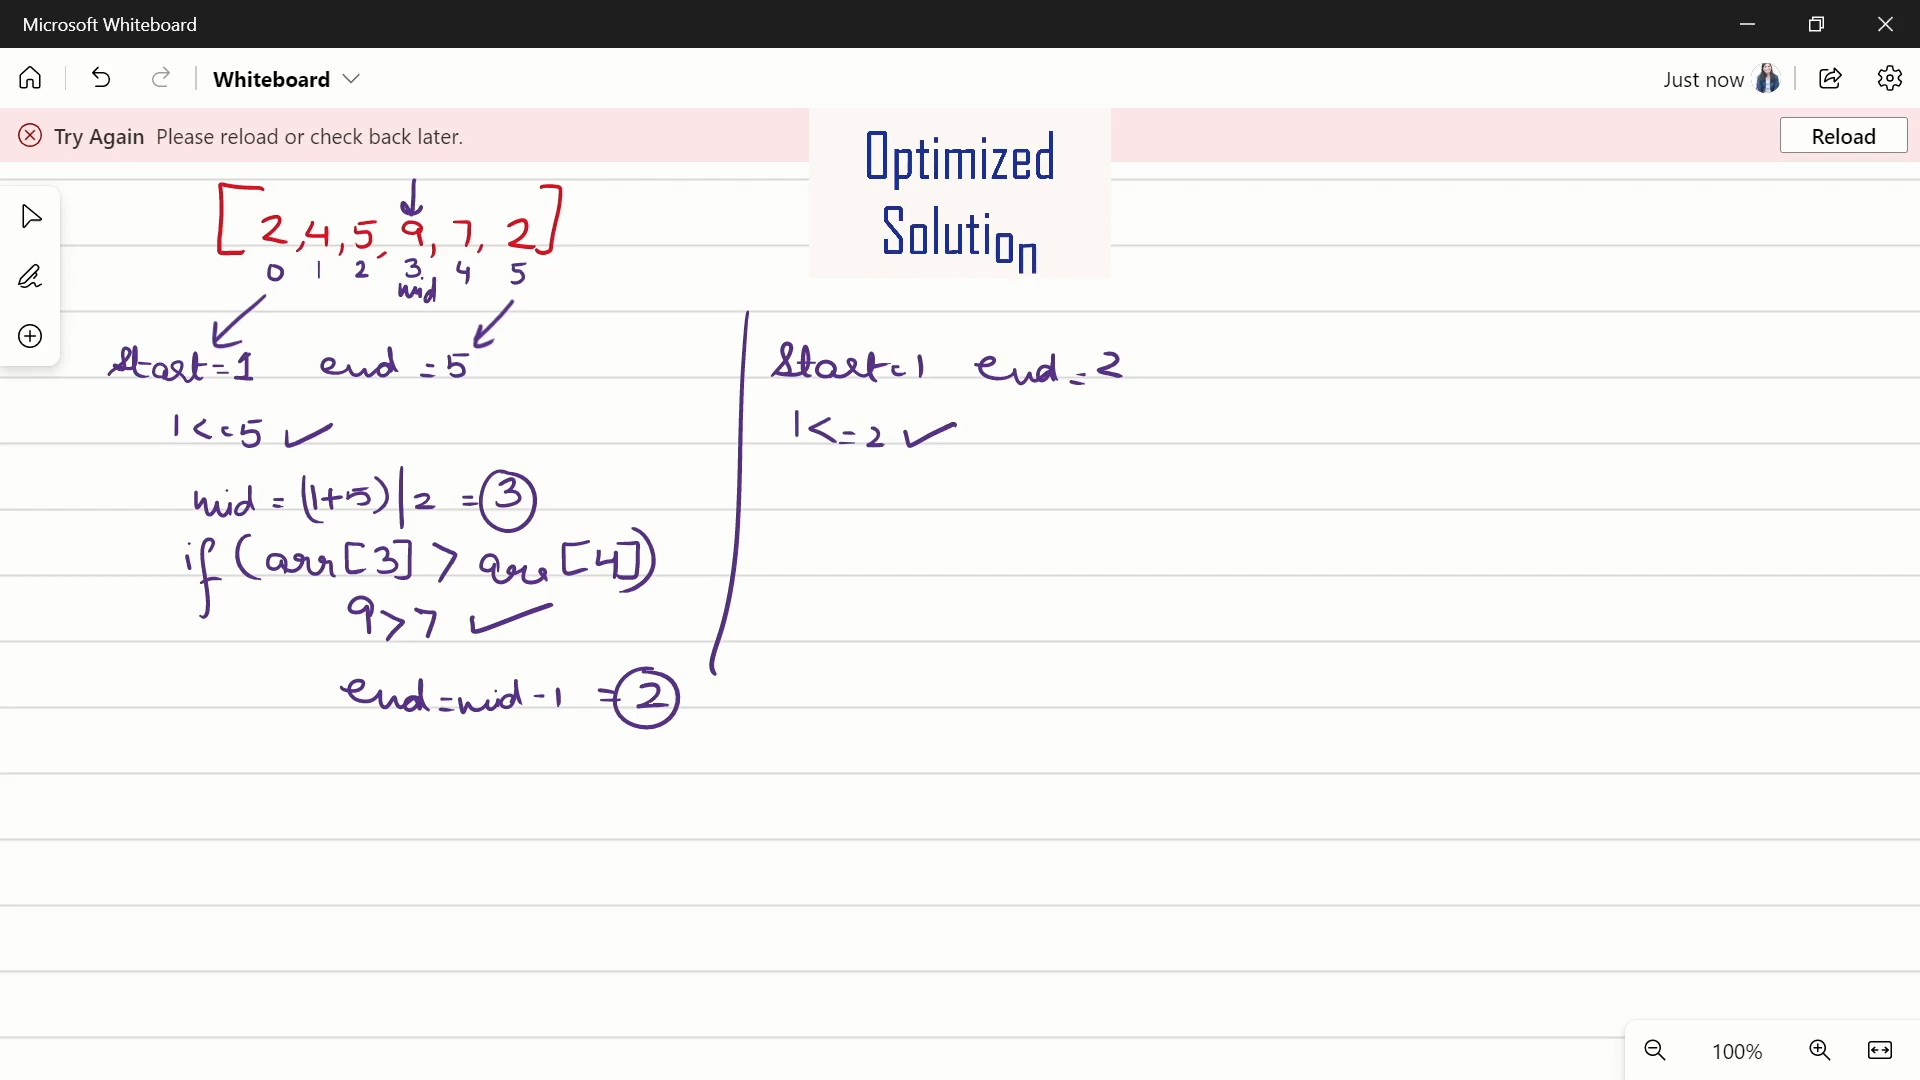 Microsoft Whiteboard
Whiteboard
Just now
Try Again Please reload or check back later.
Reload
Optimized
Solution
[2,4,5,9,7,2]
0 1 2 3 4 5
mid
Start=1 end=5
1<=5 ✓
mid = (1+5)|2 = 3
if (arr[3] > arr[4])
9>7 ✓
end=mid-1 = 2
Start=1 end=2
1<=2 ✓
100%